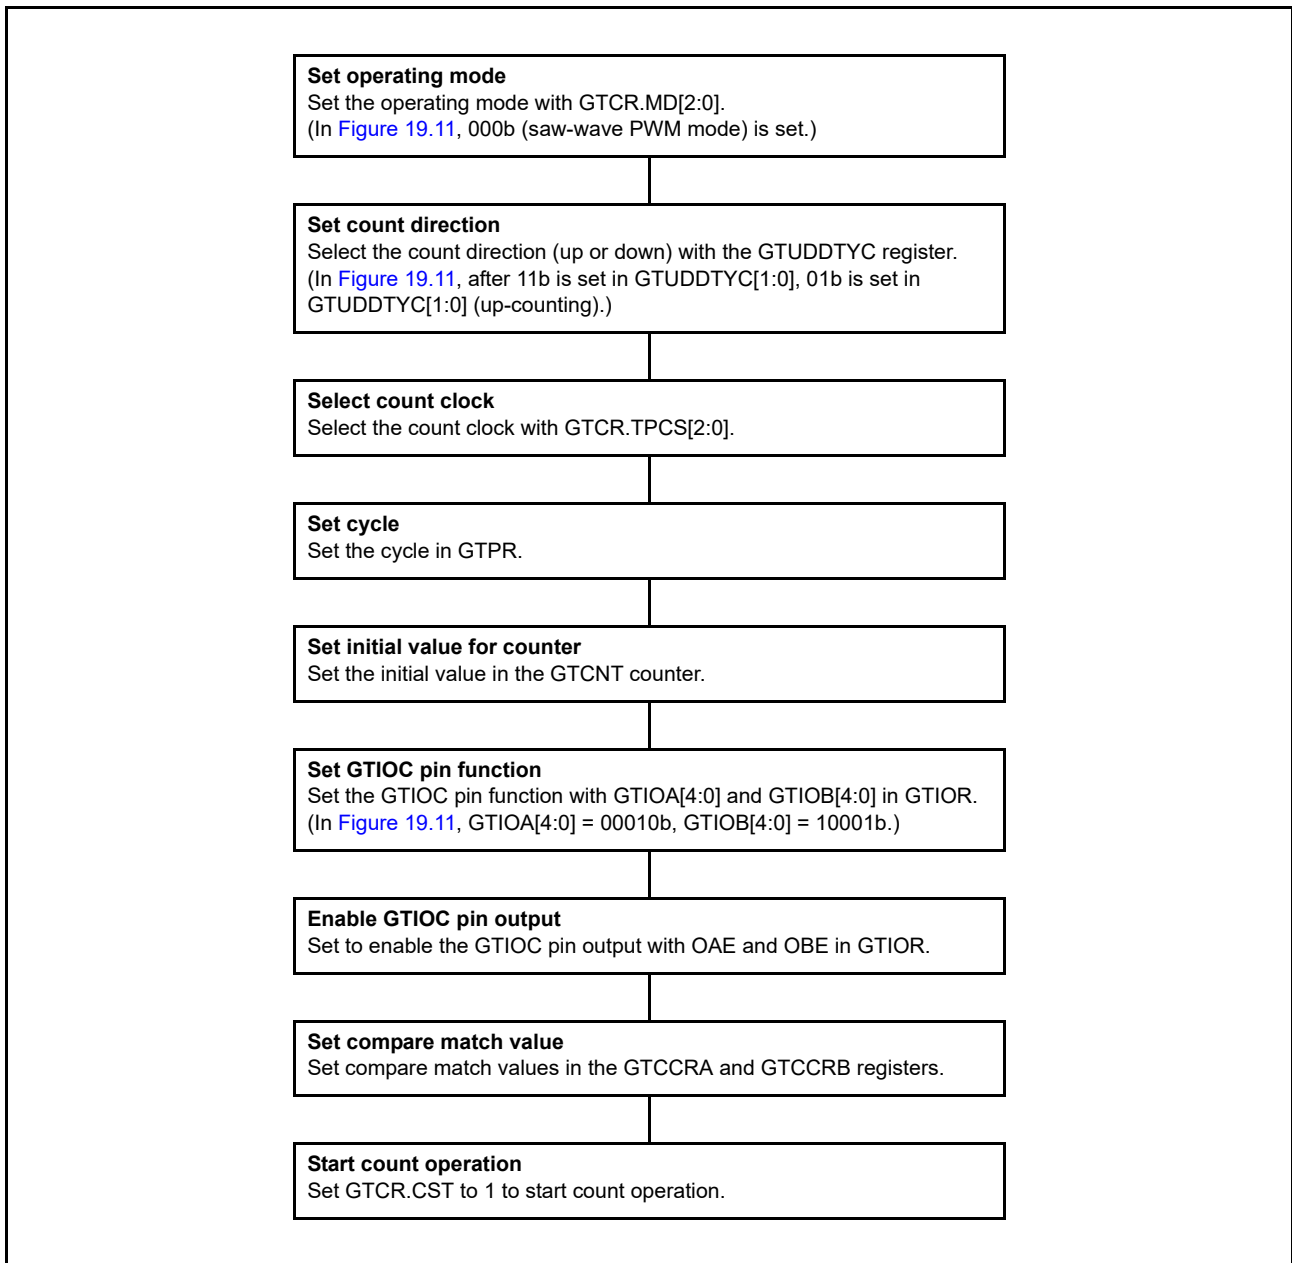 Set operating mode
Set the operating mode with GTCR.MD[2:0].
(In Figure 19.11, 000b (saw-wave PWM mode) is set.)
Set count direction
Select the count direction (up or down) with the GTUDDTYC register.
(In Figure 19.11, after 11b is set in GTUDDTYC[1:0], 01b is set in
GTUDDTYC[1:0] (up-counting).)
Select count clock
Select the count clock with GTCR.TPCS[2:0].
Set cycle
Set the cycle in GTPR.
Set initial value for counter
Set the initial value in the GTCNT counter.
Set GTIOC pin function
Set the GTIOC pin function with GTIOA[4:0] and GTIOB[4:0] in GTIOR.
(In Figure 19.11, GTIOA[4:0] = 00010b, GTIOB[4:0] = 10001b.)
Enable GTIOC pin output
Set to enable the GTIOC pin output with OAE and OBE in GTIOR.
Set compare match value
Set compare match values in the GTCCRA and GTCCRB registers.
Start count operation
Set GTCR.CST to 1 to start count operation.